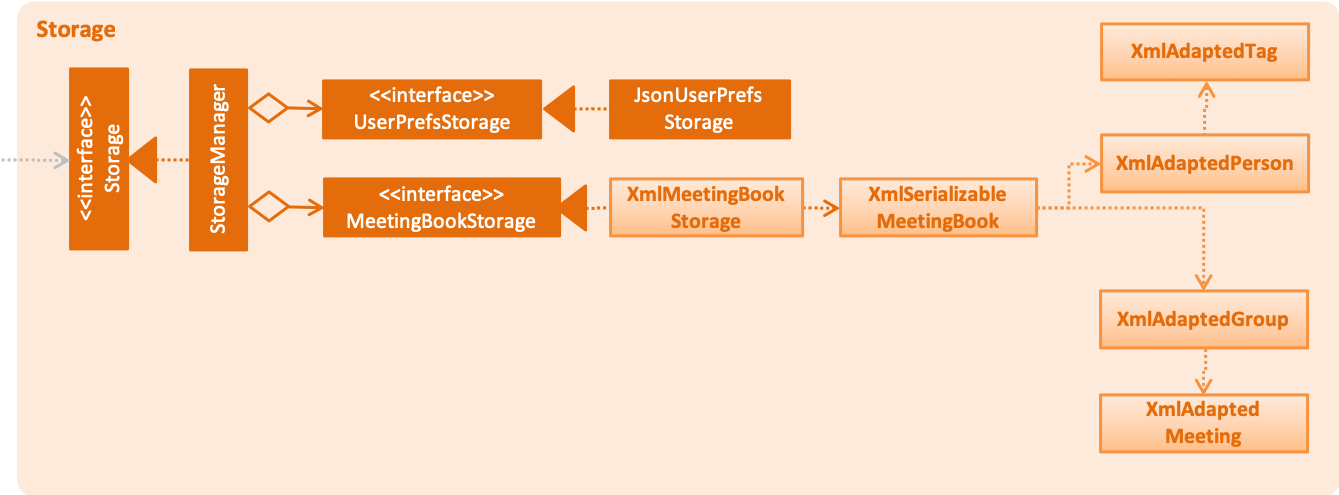 Storage
<<interface>>
Storage
StorageManager
<<interface>>
UserPrefsStorage
JsonUserPrefs
Storage
<<interface>>
MeetingBookStorage
XmlMeetingBook
Storage
XmlSerializable
MeetingBook
XmlAdaptedTag
XmlAdaptedPerson
XmlAdaptedGroup
XmlAdapted
Meeting